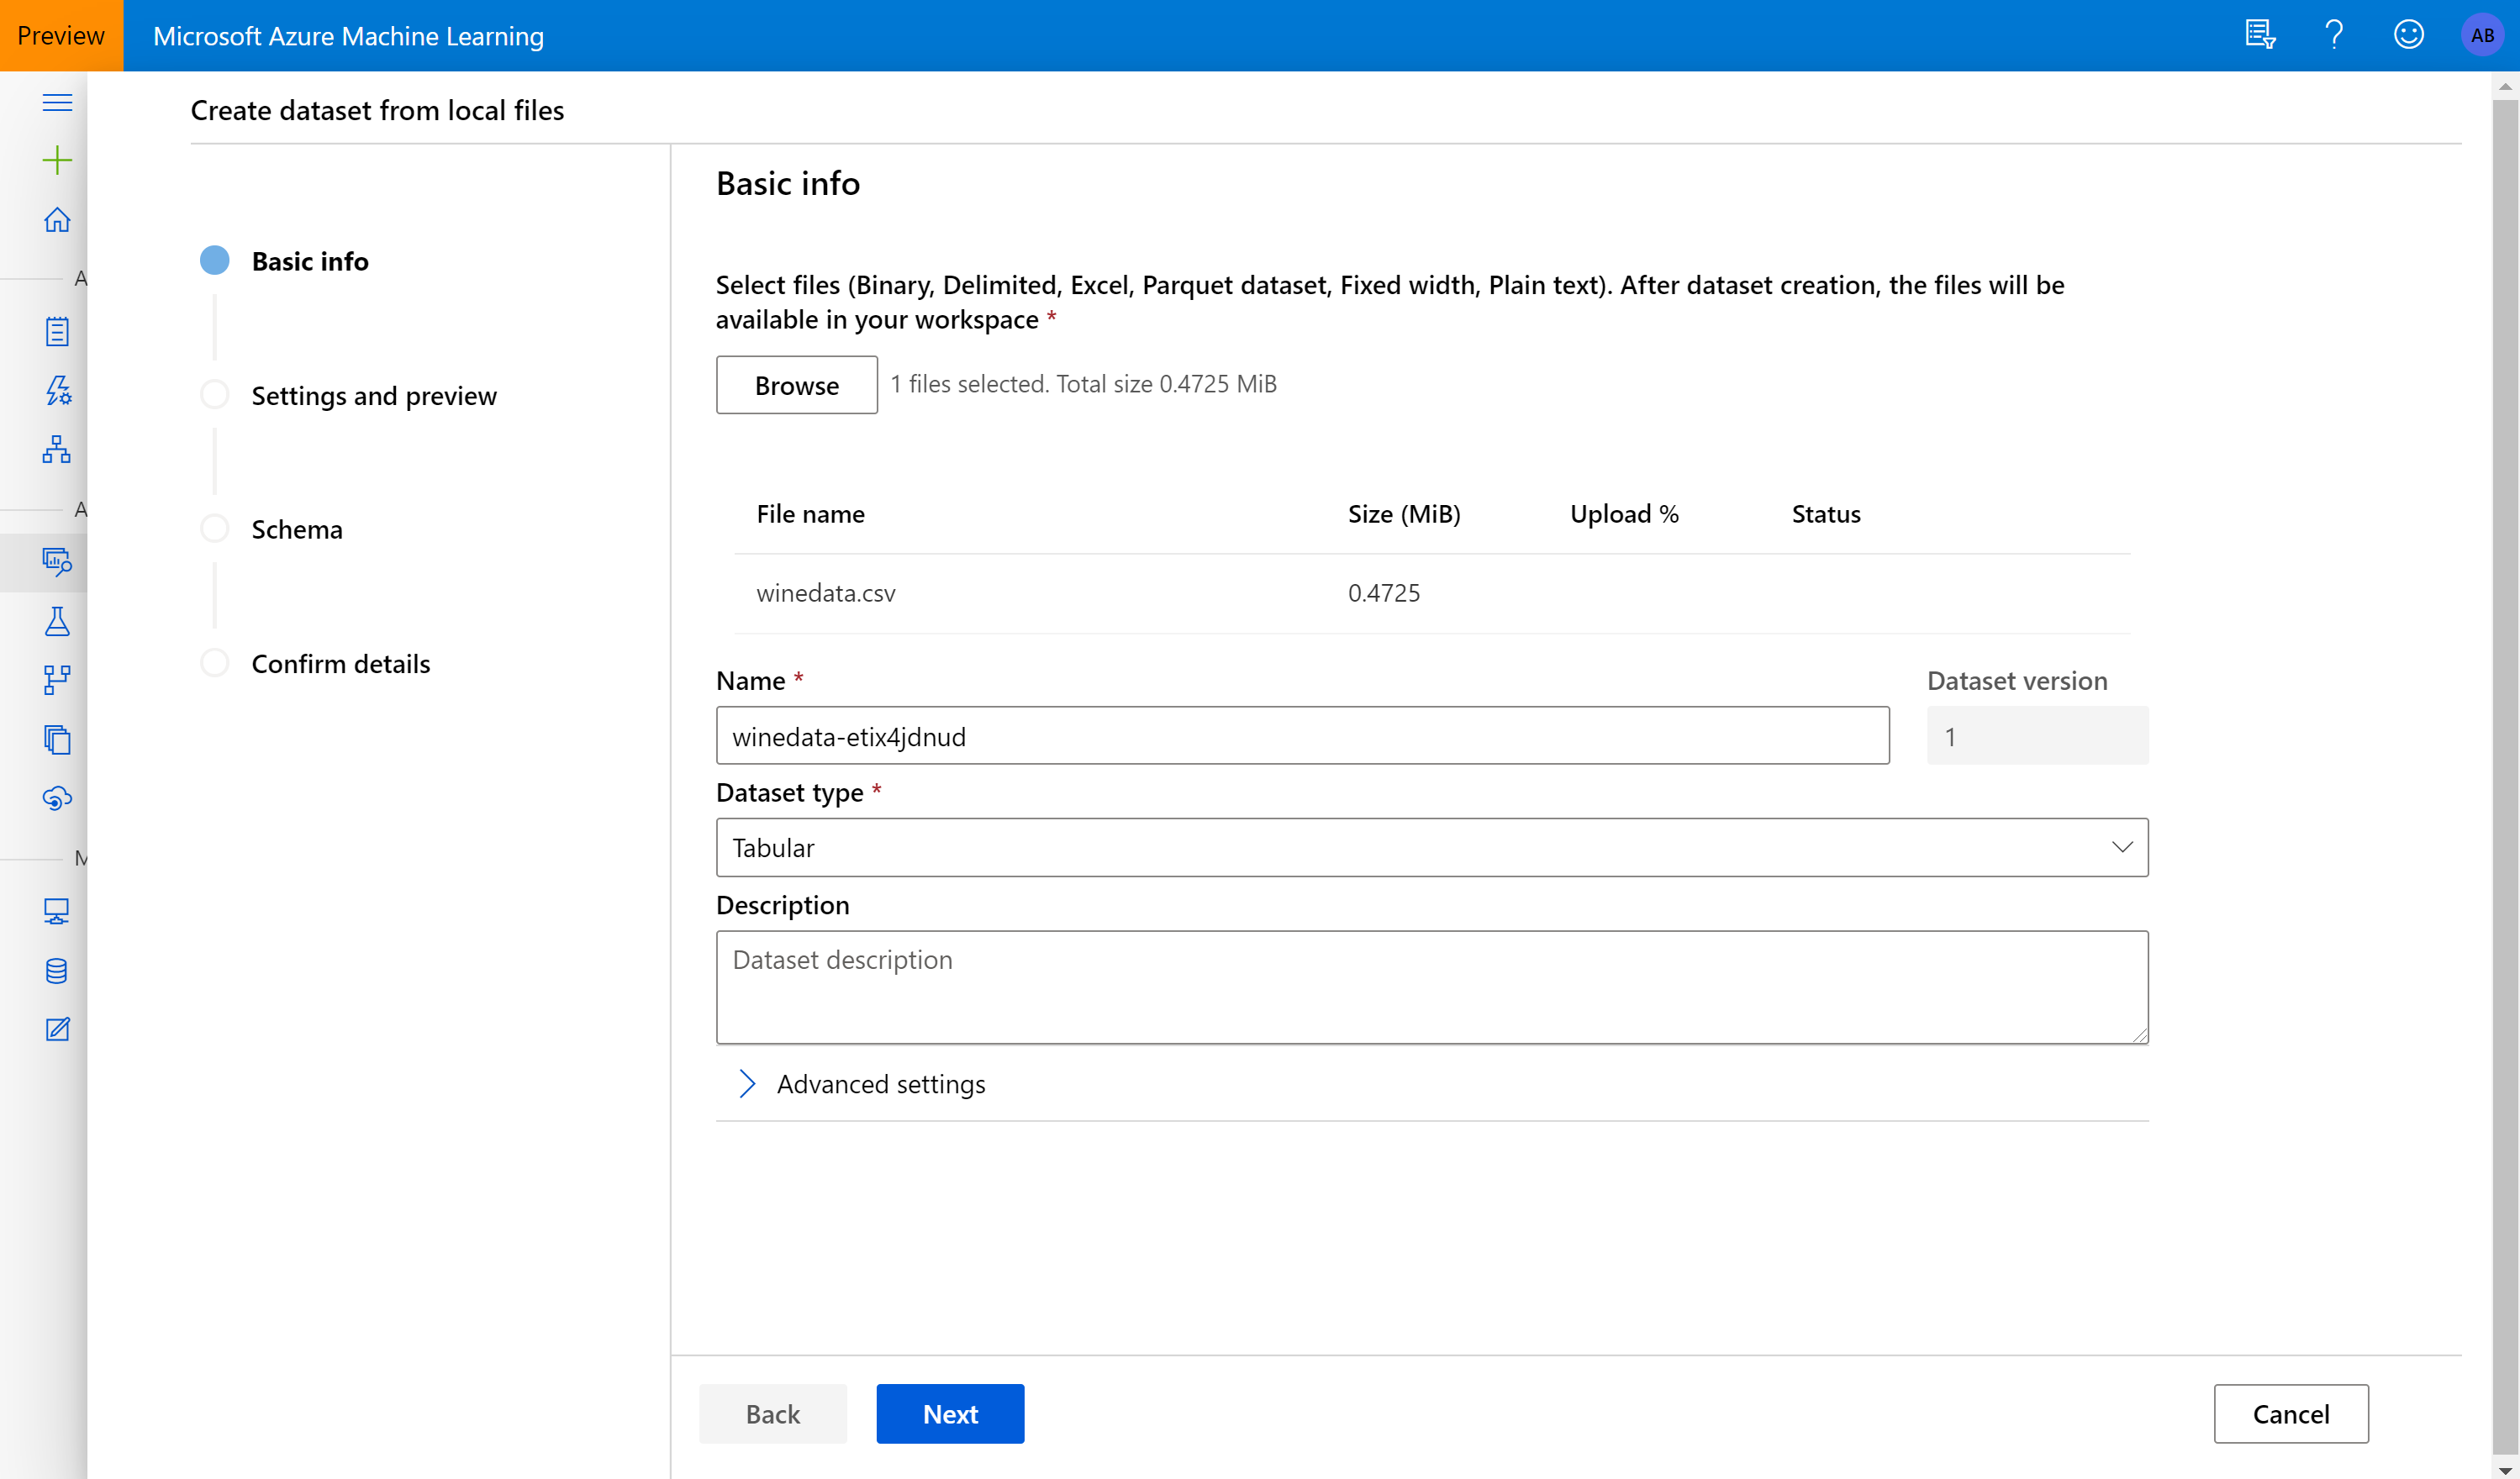 Preview
Microsoft Azure Machine Learning
AB
Create dataset from local files
A
A
M
Basic info
Settings and preview
Schema
Confirm details
Basic info
Select files (Binary, Delimited, Excel, Parquet dataset, Fixed width, Plain text). After dataset creation, the files will be
available in your workspace *
Browse 1 files selected. Total size 0.4725 MiB
File name Size (MiB) Upload % Status
winedata.csv 0.4725
Name * Dataset version
winedata-etix4jdnud 1
Dataset type *
Tabular
Description
Dataset description
Advanced settings
Back Next Cancel